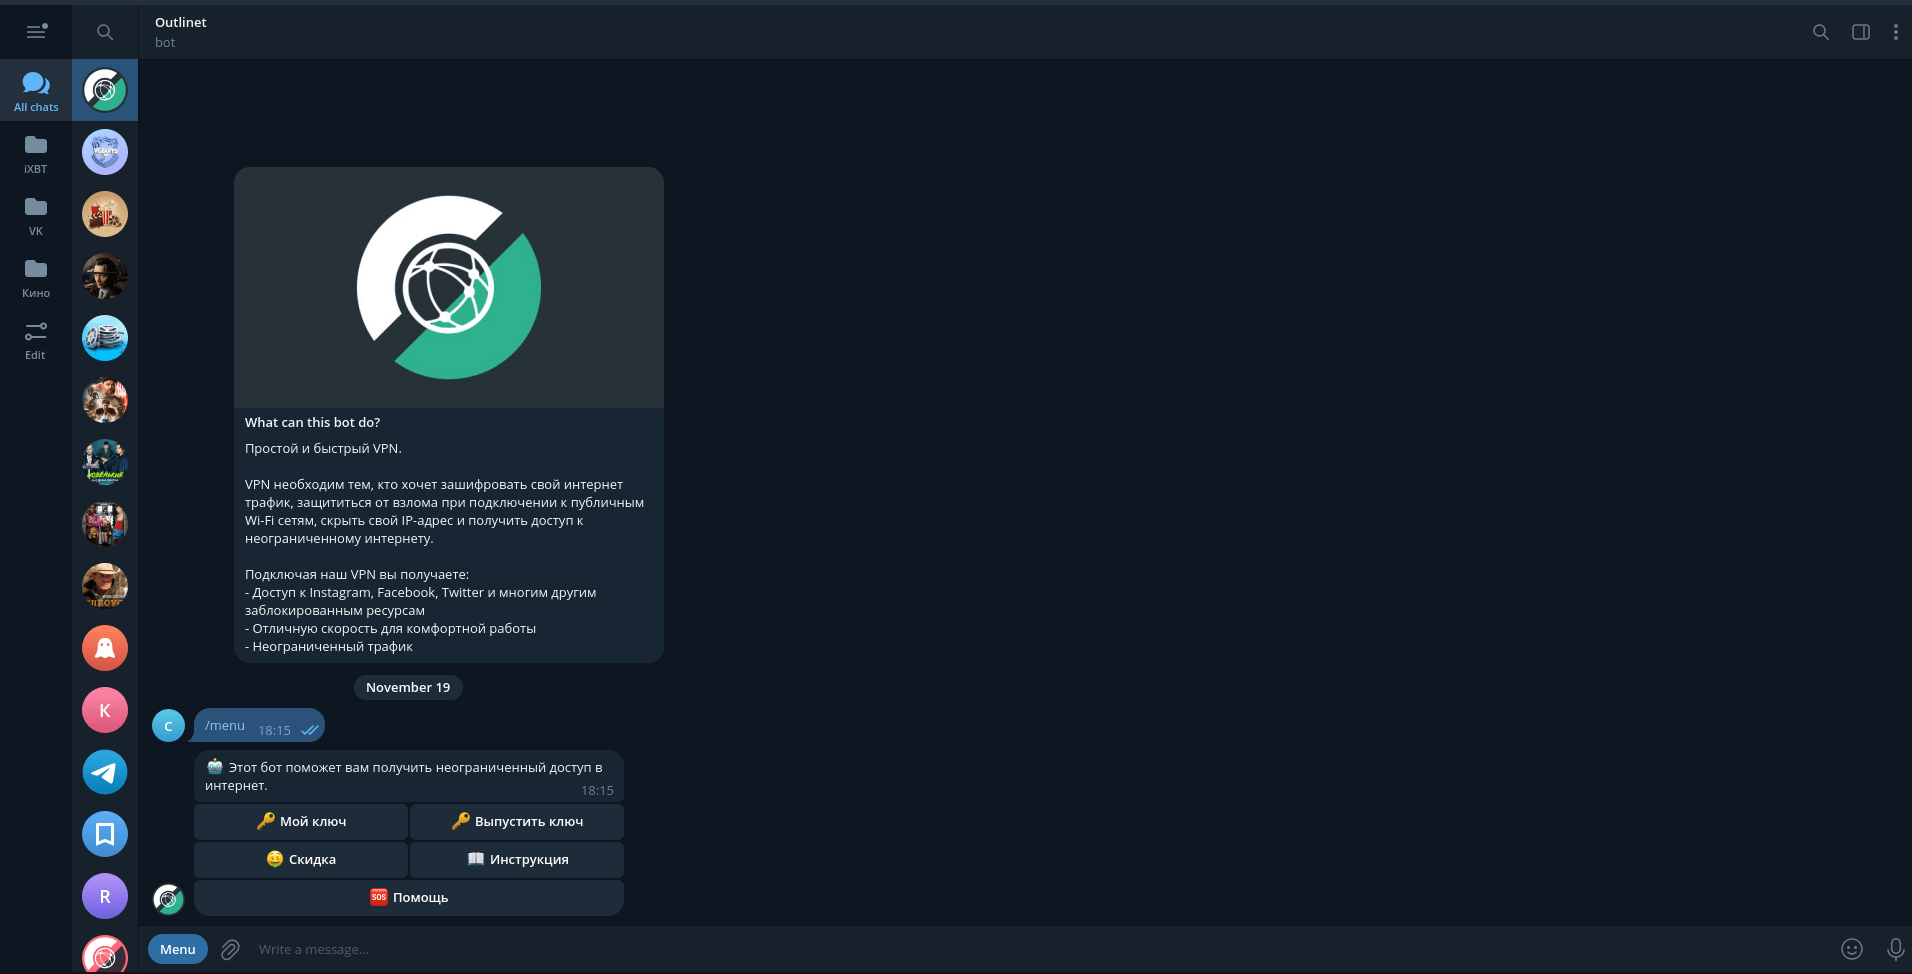 Outlinet
bot
All chats
iXBT
VK
Кино
Edit
What can this bot do?
Простой и быстрый VPN.
VPN необходим тем, кто хочет зашифровать свой интернет
трафик, защититься от взлома при подключении к публичным
Wi-Fi сетям, скрыть свой IP-адрес и получить доступ к
неограниченному интернету.
Подключая наш VPN вы получаете:
- Доступ к Instagram, Facebook, Twitter и многим другим
заблокированным ресурсам
- Отличную скорость для комфортной работы
- Неограниченный трафик
November 19
C
/menu 18:15
🤖 Этот бот поможет вам получить неограниченный доступ в
интернет. 18:15
🔑 Мой ключ
🔑 Выпустить ключ
🤑 Скидка
📖 Инструкция
🆘 Помощь
K
R
Menu
Write a message...